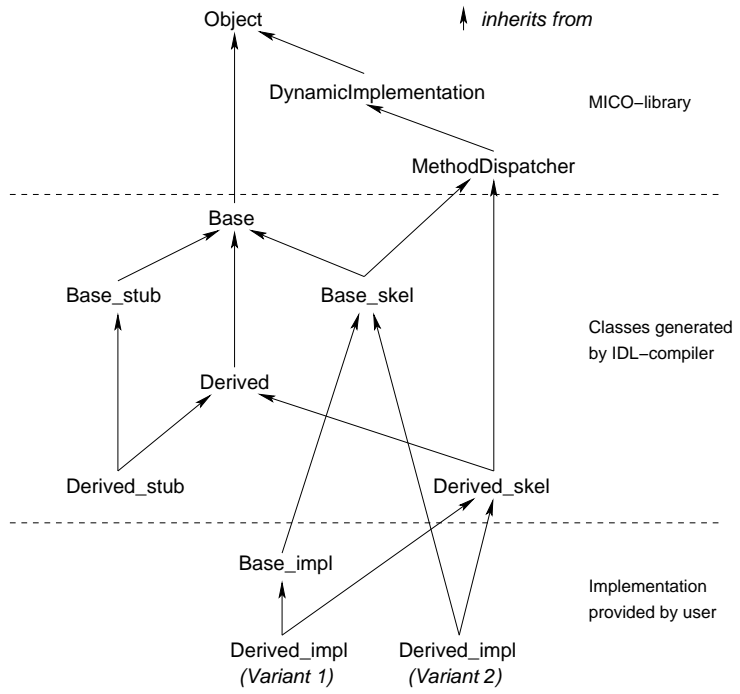 Object
inherits from
DynamicImplementation
MICO−library
MethodDispatcher
Base
Base_stub
Base_skel
Classes generated
by IDL−compiler
Derived
Derived_stub
Derived_skel
Base_impl
Implementation
provided by user
Derived_impl
(Variant 1)
Derived_impl
(Variant 2)